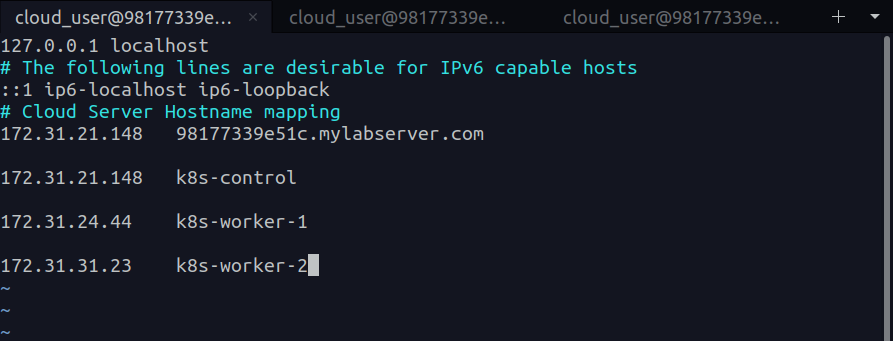 cloud_user@98177339e... × cloud_user@98177339e... cloud_user@98177339e... +
127.0.0.1 localhost
# The following lines are desirable for IPv6 capable hosts
::1 ip6-localhost ip6-loopback
# Cloud Server Hostname mapping
172.31.21.148   98177339e51c.mylabserver.com
172.31.21.148   k8s-control
172.31.24.44    k8s-worker-1
172.31.31.23    k8s-worker-2
~
~
~